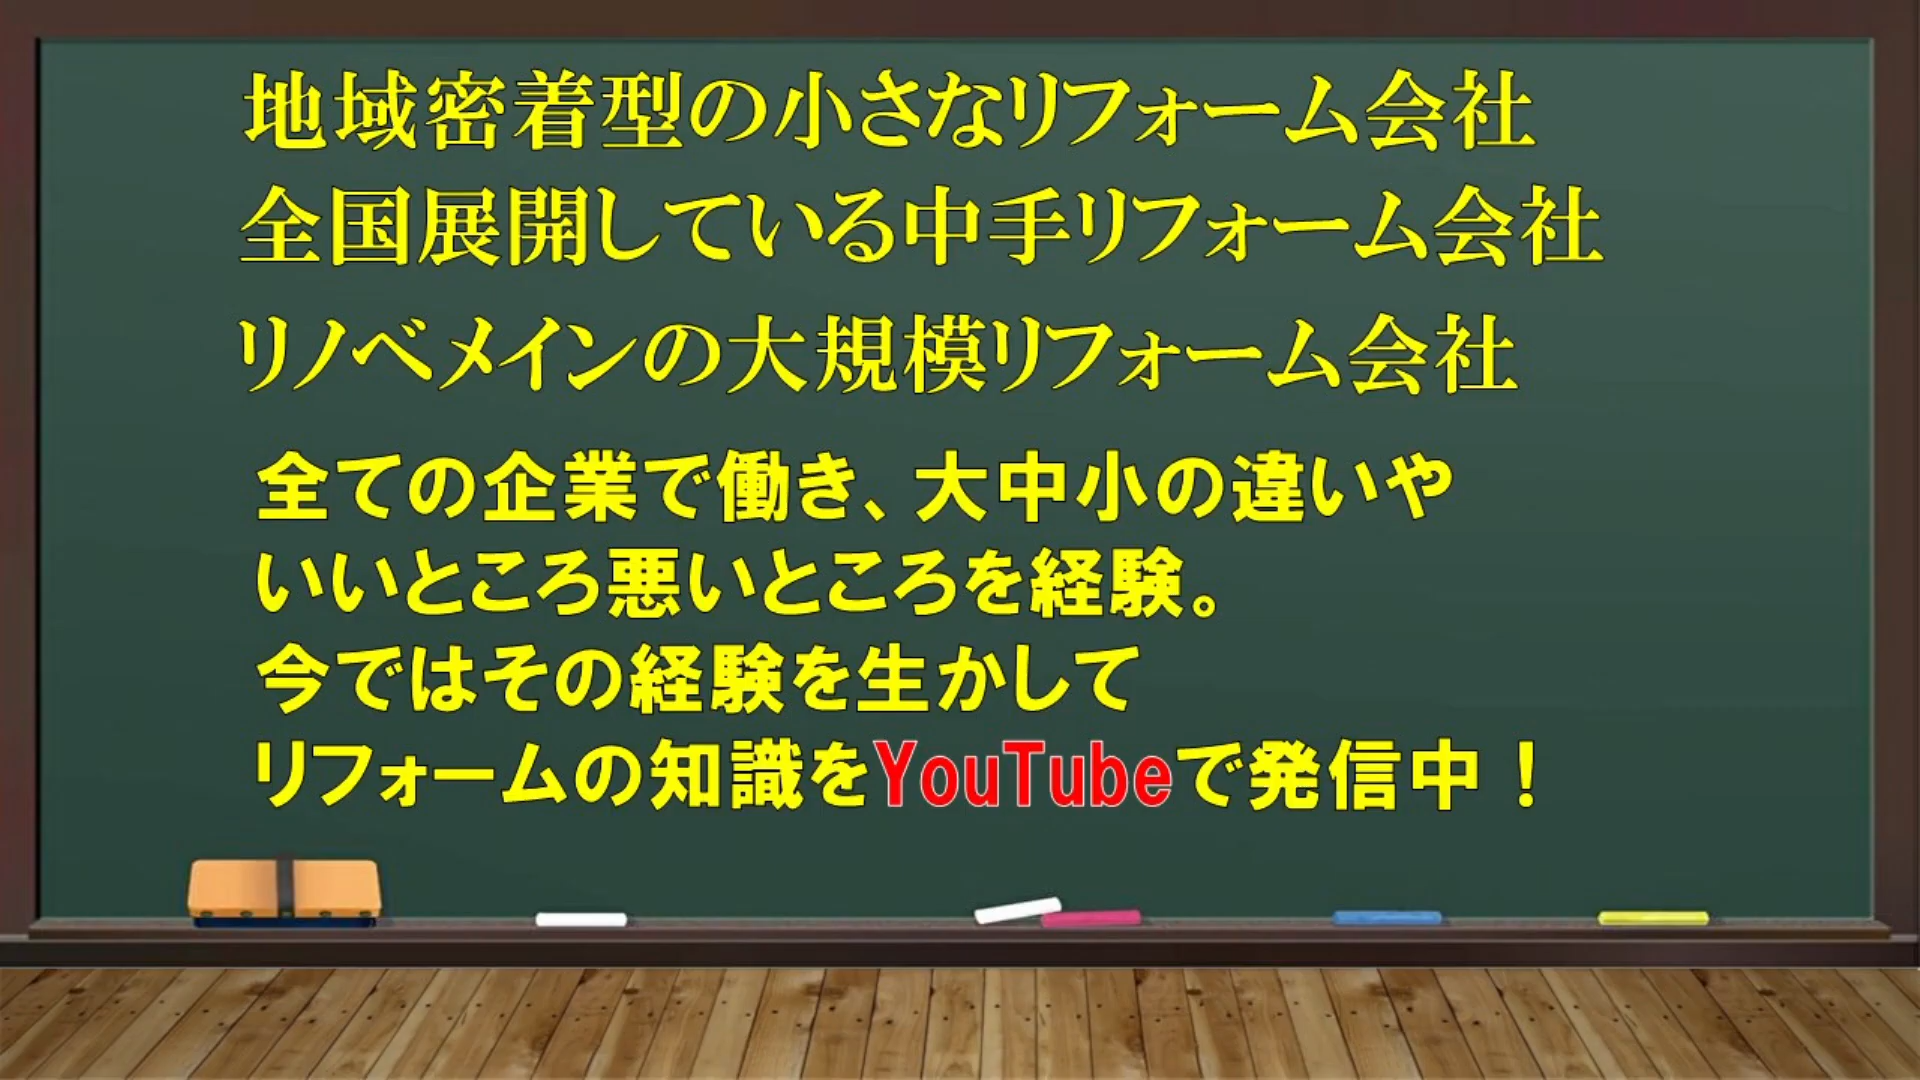 地域密着型の小さなリフォーム会社
全国展開している中手リフォーム会社
リノベメインの大規模リフォーム会社
全ての企業で働き、大中小の違いや
いいところ悪いところを経験。
今ではその経験を生かして
リフォームの知識をYouTubeで発信中！